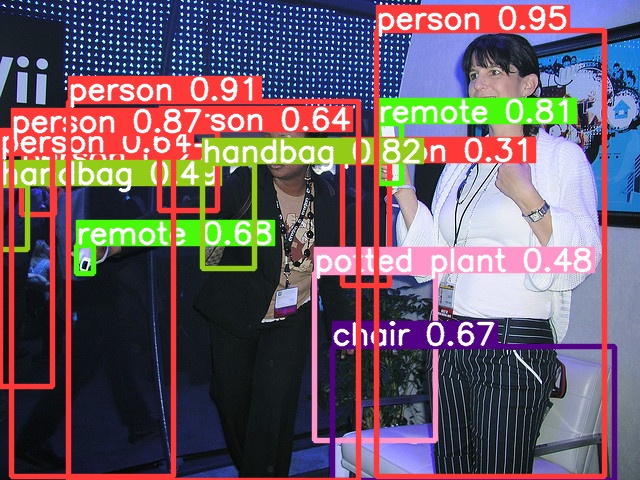 person 0.95
person 0.91
remote 0.81
person 0.87
son 0.64
person 0.64
handbag 0.82
on 0.31
handbag 0.49
Wii
remote 0.68
potted plant 0.48
chair 0.67